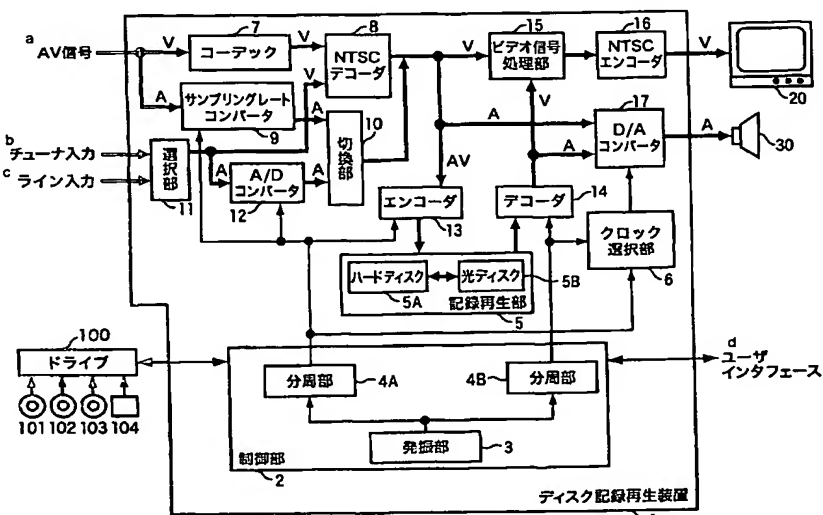 a
AV信号
V
7
コーデック
V
8
NTSC
デコーダ
V
15
ビデオ信号
処理部
16
NTSC
エンコーダ
V
20
A
サンプリングレート
コンバータ
9
A
V
10
切換部
V
A
17
D/A
コンバータ
A
30
b
チューナ入力
c ライン入力
選択部
11
A
A/D
コンバータ
12
A
AV
A
エンコーダ
13
デコーダ
14
クロック
選択部
6
ハードディスク
5A
光ディスク
5B
記録再生部
5
100
ドライブ
101 102 103 104
分周部
4A
4B
分周部
d
ユーザ
インタフェース
発振部
3
制御部
2
ディスク記録再生装置